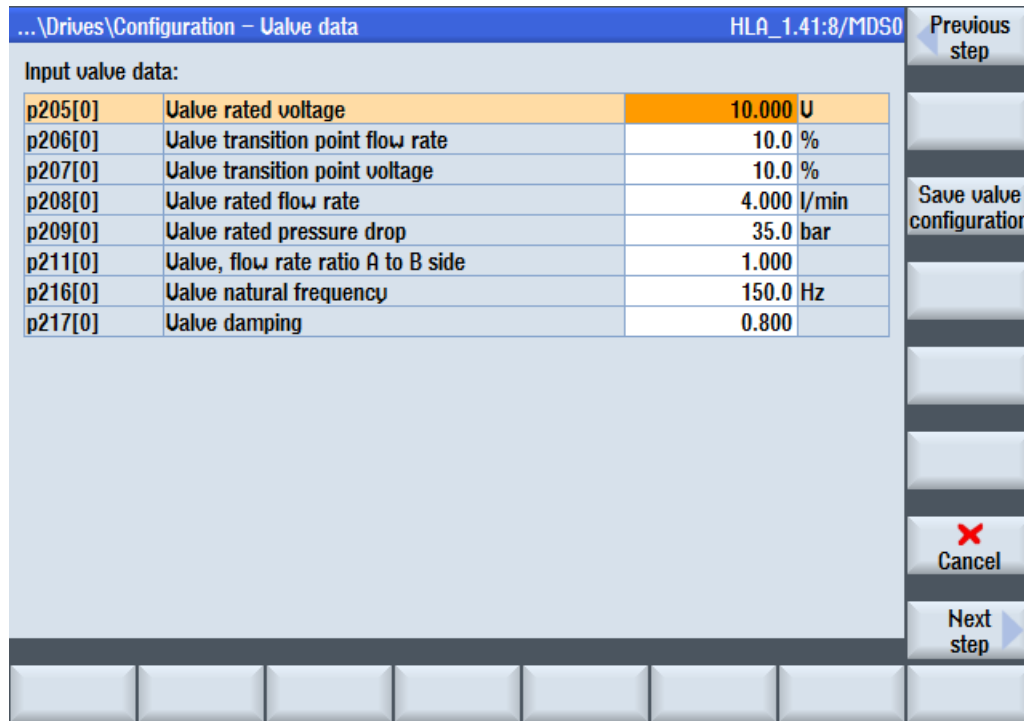 ...\Drives\Configuration – Valve data HLA_1.41:8/MDS0
Previous
step
Input valve data:
p205[0] Valve rated voltage 10.000 V
p206[0] Valve transition point flow rate 10.0 %
p207[0] Valve transition point voltage 10.0 %
p208[0] Valve rated flow rate 4.000 l/min
p209[0] Valve rated pressure drop 35.0 bar
p211[0] Valve, flow rate ratio A to B side 1.000
p216[0] Valve natural frequency 150.0 Hz
p217[0] Valve damping 0.800
Save valve
configuration
Cancel
Next
step